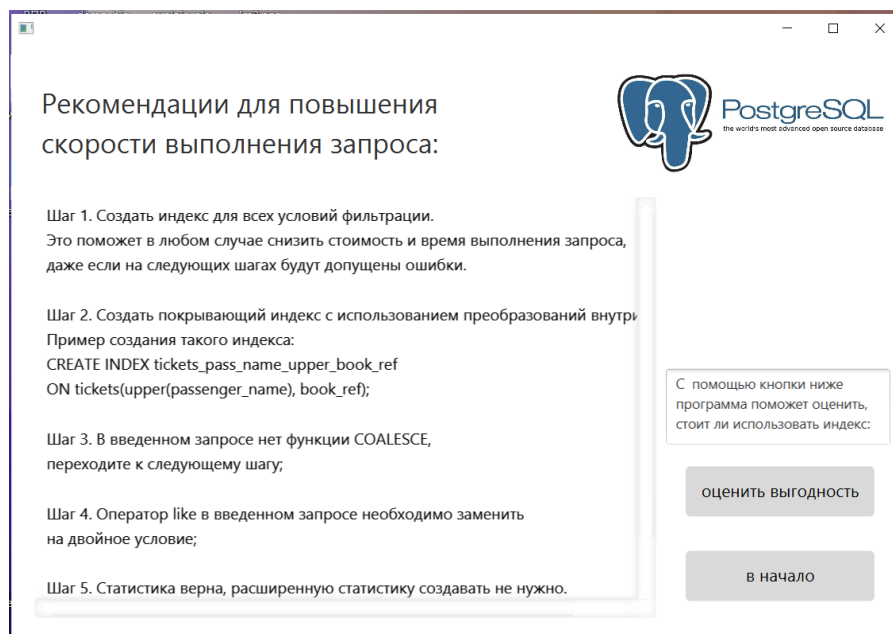 Рекомендации для повышения
скорости выполнения запроса:
PostgreSQL
the world's most advanced open source database
Шаг 1. Создать индекс для всех условий фильтрации.
Это поможет в любом случае снизить стоимость и время выполнения запроса,
даже если на следующих шагах будут допущены ошибки.
Шаг 2. Создать покрывающий индекс с использованием преобразований внутри
Пример создания такого индекса:
CREATE INDEX tickets_pass_name_upper_book_ref
ON tickets(upper(passenger_name), book_ref);
Шаг 3. В введенном запросе нет функции COALESCE,
переходите к следующему шагу;
Шаг 4. Оператор like в введенном запросе необходимо заменить
на двойное условие;
Шаг 5. Статистика верна, расширенную статистику создавать не нужно.
С помощью кнопки ниже
программа поможет оценить,
стоит ли использовать индекс:
оценить выгодность
в начало